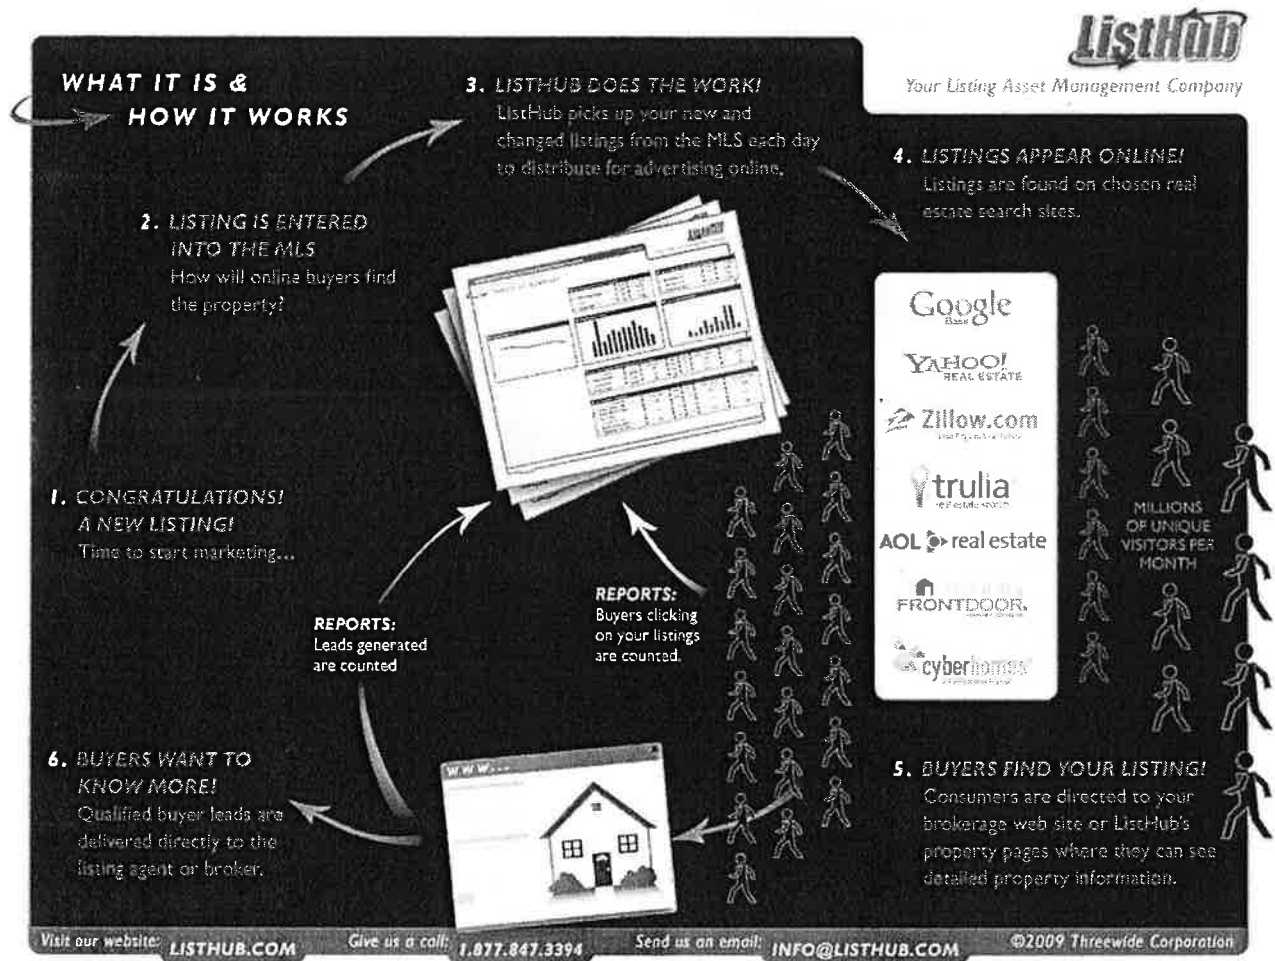 ListHub
Your Listing Asset Management Company
WHAT IT IS &
HOW IT WORKS
1. CONGRATULATIONS!
A NEW LISTING!
Time to start marketing...
2. LISTING IS ENTERED
INTO THE MLS
How will online buyers find
the property?
3. LISTHUB DOES THE WORK!
ListHub picks up your new and
changed listings from the MLS each day
to distribute for advertising online.
4. LISTINGS APPEAR ONLINE!
Listings are found on chosen real
estate search sites.
Google
Base
YAHOO!
REAL ESTATE
Zillow.com
trulia
real estate search
AOL real estate
FRONTDOOR.
cyberhomes
MILLIONS
OF UNIQUE
VISITORS PER
MONTH
REPORTS:
Buyers clicking
on your listings
are counted.
REPORTS:
Leads generated
are counted
5. BUYERS FIND YOUR LISTING!
Consumers are directed to your
brokerage web site or ListHub's
property pages where they can see
detailed property information.
WWW...
6. BUYERS WANT TO
KNOW MORE!
Qualified buyer leads are
delivered directly to the
listing agent or broker.
Visit our website: LISTHUB.COM Give us a call: 1.877.847.3394 Send us an email: INFO@LISTHUB.COM ©2009 Threewide Corporation